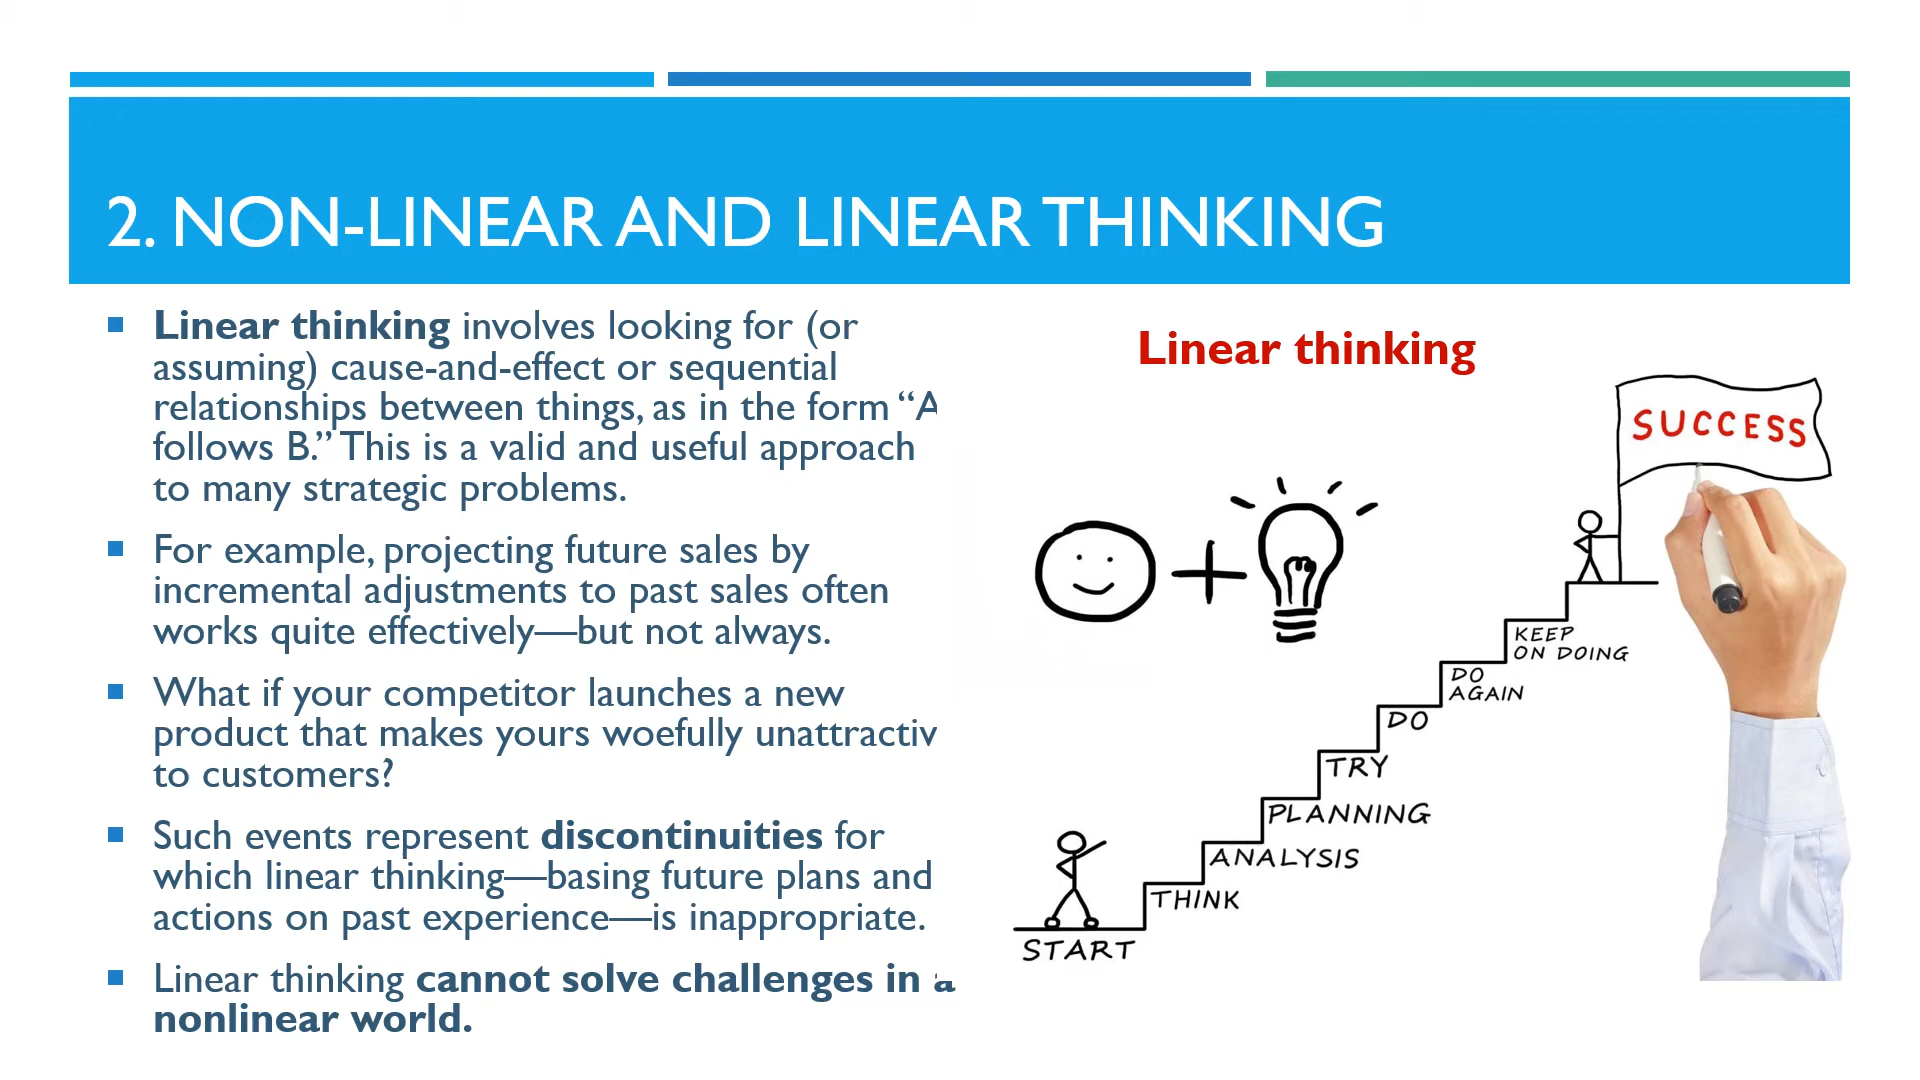 2. NON-LINEAR AND LINEAR THINKING
Linear thinking involves looking for (or
assuming) cause-and-effect or sequential
relationships between things, as in the form “A
follows B.” This is a valid and useful approach
to many strategic problems.
For example, projecting future sales by
incremental adjustments to past sales often
works quite effectively—but not always.
What if your competitor launches a new
product that makes yours woefully unattractiv
to customers?
Such events represent discontinuities for
which linear thinking—basing future plans and
actions on past experience—is inappropriate.
Linear thinking cannot solve challenges in a
nonlinear world.
Linear thinking
SUCCESS
KEEP
ON DOING
DO
AGAIN
DO
TRY
PLANNING
ANALYSIS
THINK
START